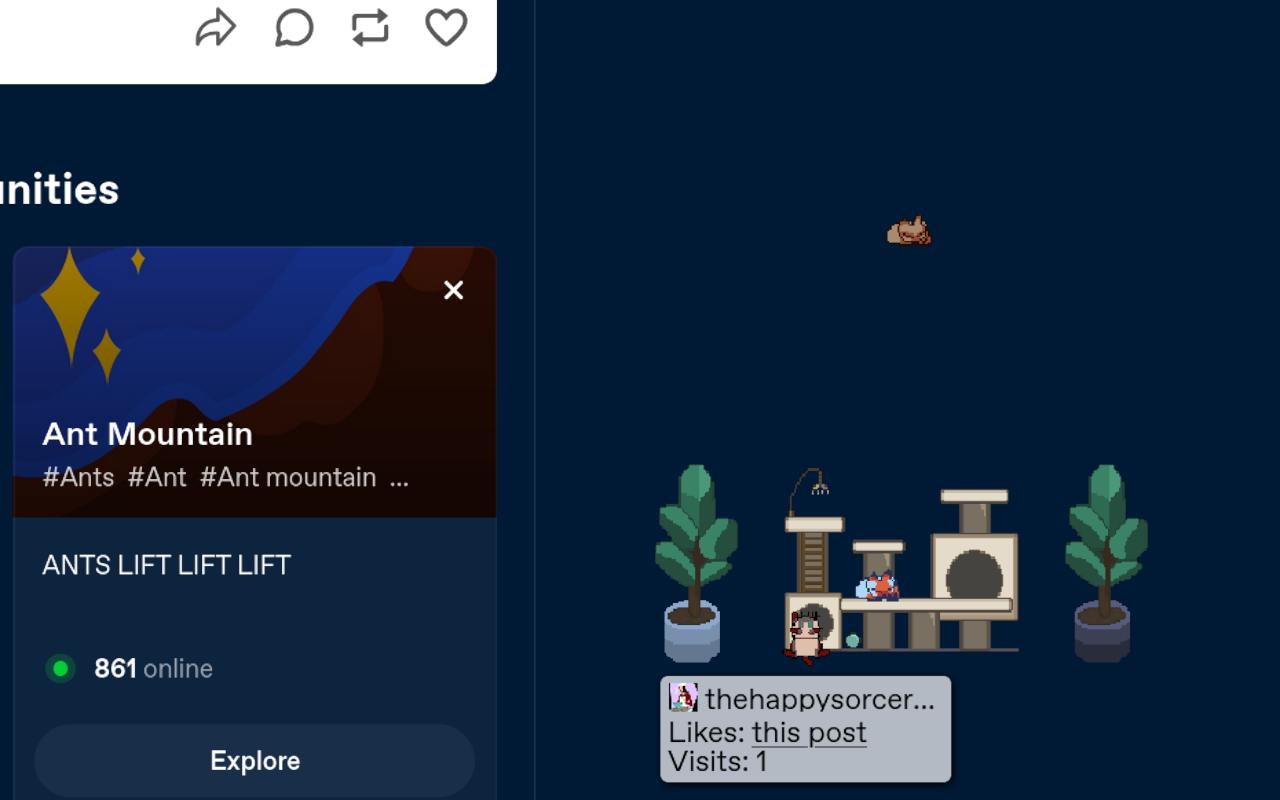 unities
Ant Mountain
#Ants #Ant #Ant mountain ...
ANTS LIFT LIFT LIFT
861 online
Explore
thehappysorcer...
Likes: this post
Visits: 1